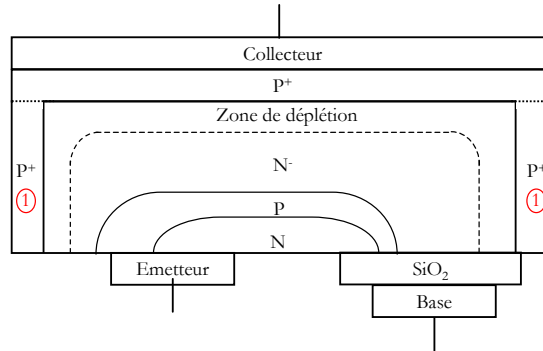 Collecteur
P+
Zone de déplétion
N-
P+
P+
1
1
P
N
Emetteur
SiO2
Base